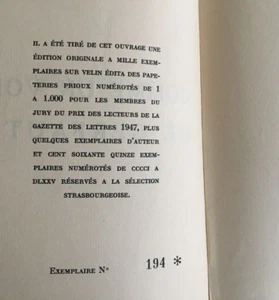 IL A ÉTÉ TIRÉ DE CET OUVRAGE UNE
ÉDITION ORIGINALE A MILLE EXEM-
PLAIRES SUR VELIN ÉDITA DES PAPE-
TERIES PRIOUX NUMÉROTÉS DE 1
A 1.000 POUR LES MEMBRES DU
JURY DU PRIX DES LECTEURS DE LA
GAZETTE DES LETTRES 1947, PLUS
QUELQUES EXEMPLAIRES D'AUTEUR
ET CENT SOIXANTE QUINZE EXEM-
PLAIRES NUMÉROTÉS DE CCCCI A
DLXXV RÉSERVÉS A LA SÉLECTION
STRASBOURGEOISE.
EXEMPLAIRE N° 194 *